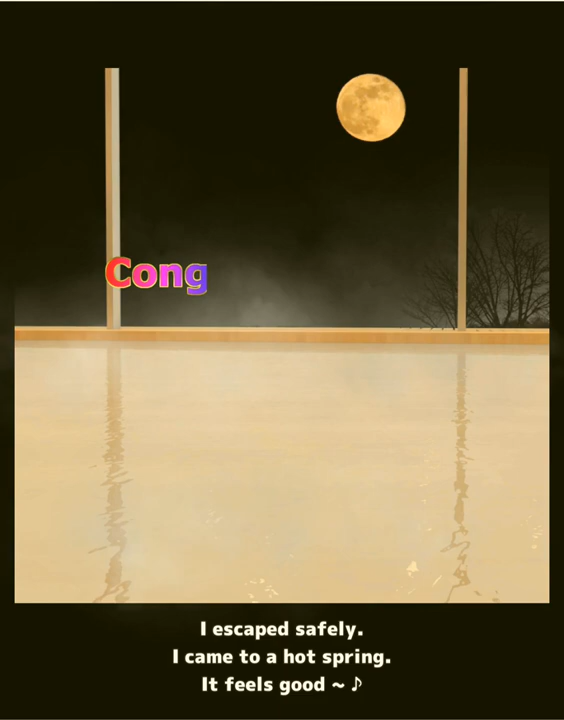 Cong
I escaped safely.
I came to a hot spring.
It feels good ~ ♪